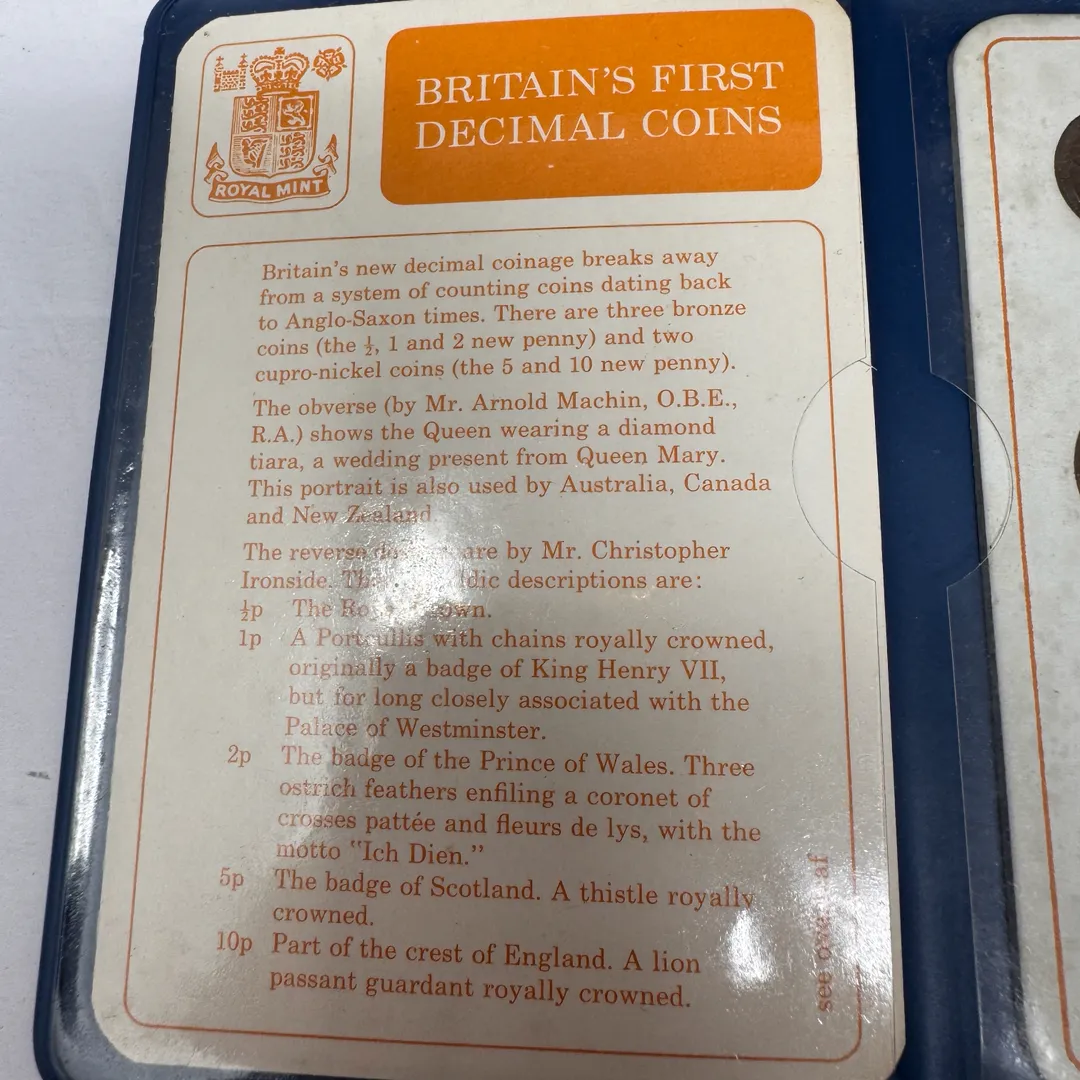 ROYAL MINT
BRITAIN'S FIRST
DECIMAL COINS
Britain's new decimal coinage breaks away
from a system of counting coins dating back
to Anglo-Saxon times. There are three bronze
coins (the ½, 1 and 2 new penny) and two
cupro-nickel coins (the 5 and 10 new penny).
The obverse (by Mr. Arnold Machin, O.B.E.,
R.A.) shows the Queen wearing a diamond
tiara, a wedding present from Queen Mary.
This portrait is also used by Australia, Canada
and New Zealand
The reverse are by Mr. Christopher
Ironside. descriptions are:
½p The
1p A Portcullis with chains royally crowned,
originally a badge of King Henry VII,
but for long closely associated with the
Palace of Westminster.
2p The badge of the Prince of Wales. Three
ostrich feathers enfiling a coronet of
crosses pattée and fleurs de lys, with the
motto "Ich Dien."
5p The badge of Scotland. A thistle royally
crowned.
10p Part of the crest of England. A lion
passant guardant royally crowned.
see